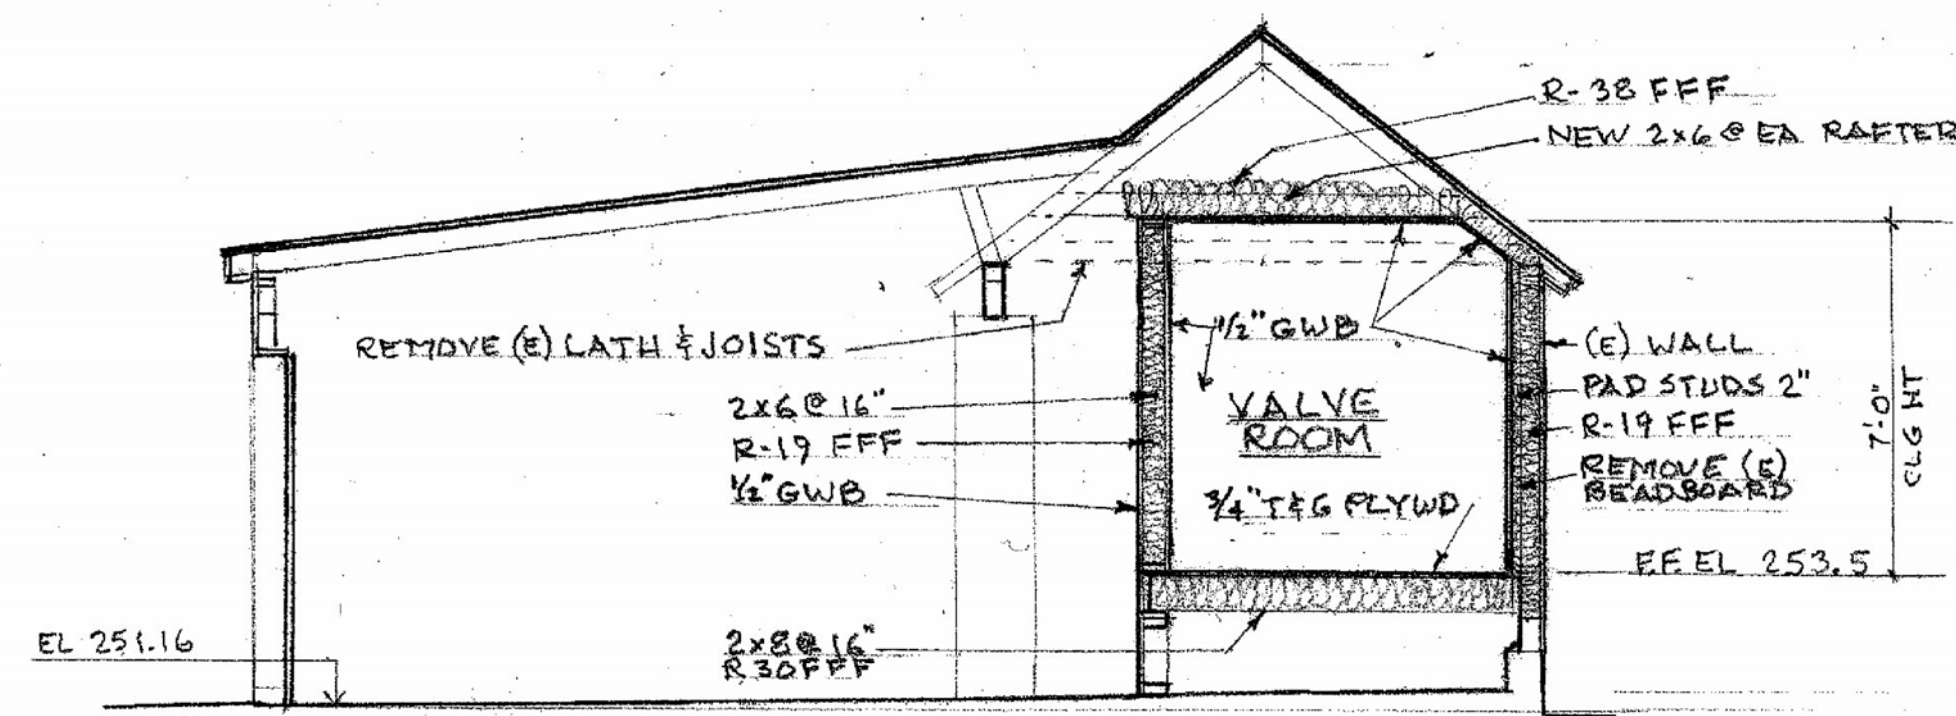 R-38 FFF
NEW 2x6 @ EA RAFTER
REMOVE (E) LATH & JOISTS
1/2" GWB
(E) WALL
PAD STUDS 2"
R-19 FFF
REMOVE (E)
BEADBOARD
7'-0"
CLG HT
2x6 @ 16"
R-19 FFF
1/2" GWB
VALVE
ROOM
3/4" T&G PLYWD
F.F. EL 253.5
EL 251.16
2x8 @ 16"
R30 FFF